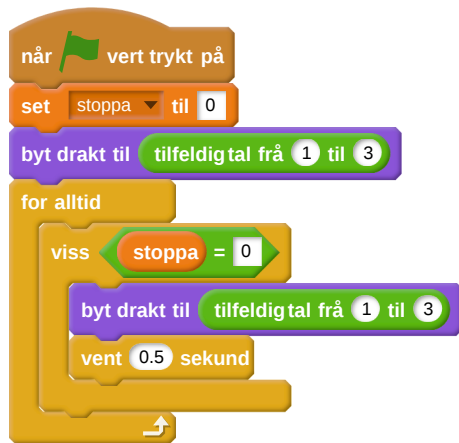 når vert trykt på
set stoppa til 0
byt drakt til tilfeldig tal frå 1 til 3
for alltid
viss stoppa = 0
byt drakt til tilfeldig tal frå 1 til 3
vent 0.5 sekund